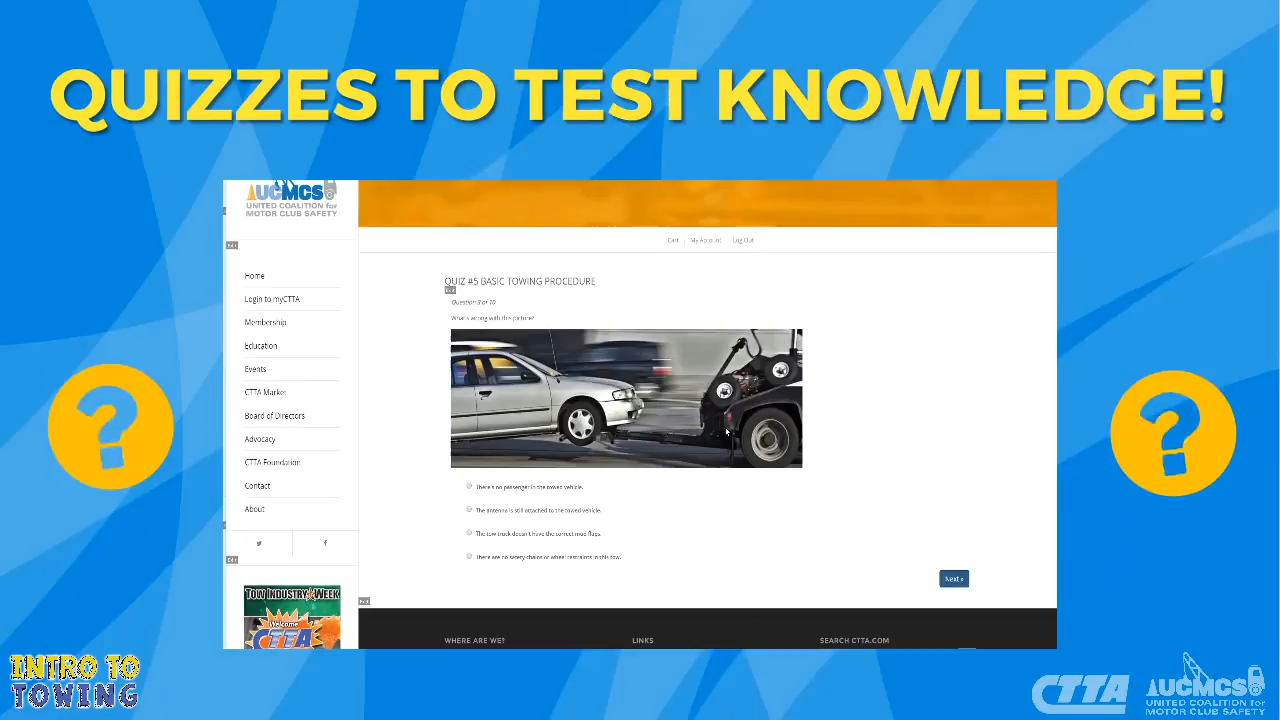 QUIZZES TO TEST KNOWLEDGE!
UCMCS
UNITED COALITION for
MOTOR CLUB SAFETY
Cart | My Account | Log Out
Home
Login to myCTTA
Membership
Education
Events
CTTA Market
Board of Directors
Advocacy
CTTA Foundation
Contact
About
QUIZ #5 BASIC TOWING PROCEDURE
Question 3 of 10
What's wrong with this picture?
There's no passenger in the towed vehicle.
The antenna is still attached to the towed vehicle.
The tow truck doesn't have the correct mud flaps.
There are no safety chains or wheel restraints in this tow.
Next »
TOW INDUSTRY WEEK
Welcome
CTTA
WHERE ARE WE?
LINKS
SEARCH CTTA.COM
?
?
INTRO TO
TOWING
CTTA
UCMCS
UNITED COALITION for
MOTOR CLUB SAFETY